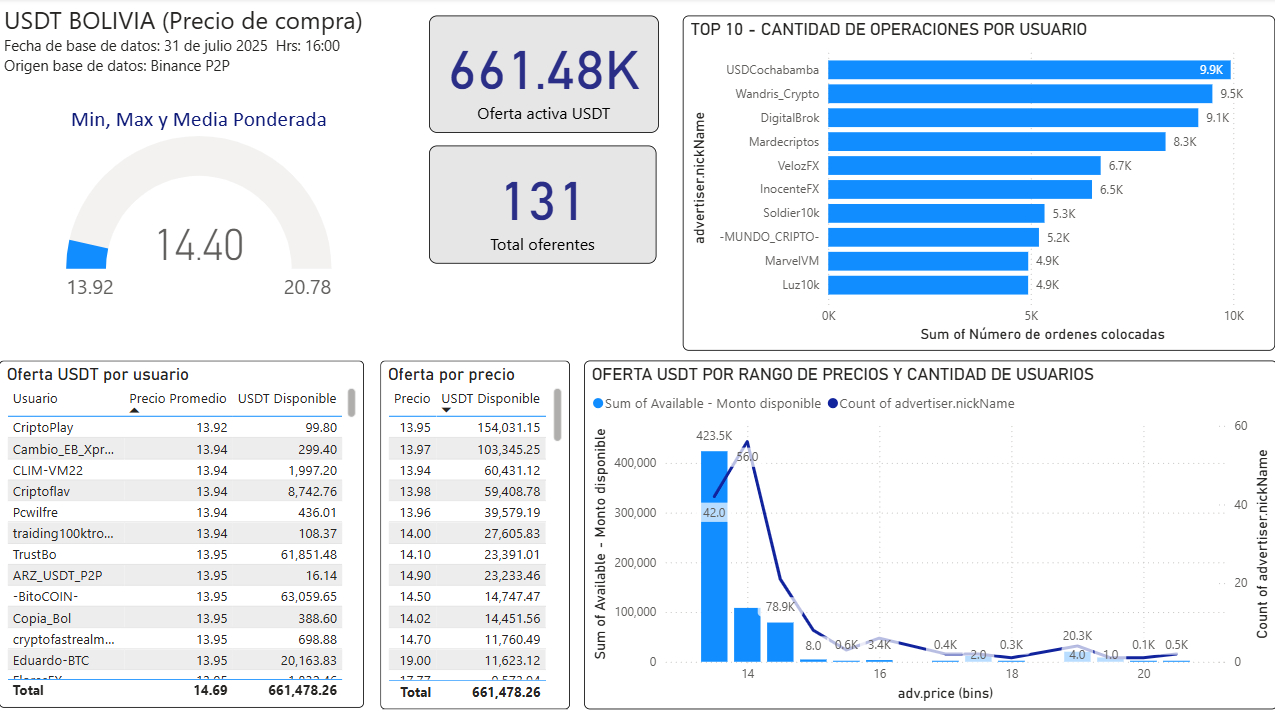 USDT BOLIVIA (Precio de compra)
Fecha de base de datos: 31 de julio 2025 Hrs: 16:00
Origen base de datos: Binance P2P
Min, Max y Media Ponderada
14.40
13.92
20.78
661.48K
Oferta activa USDT
131
Total oferentes
TOP 10 - CANTIDAD DE OPERACIONES POR USUARIO
advertiser.nickName
USDCochabamba 9.9K
Wandris_Crypto 9.5K
DigitalBrok 9.1K
Mardecriptos 8.3K
VelozFX 6.7K
InocenteFX 6.5K
Soldier10k 5.3K
-MUNDO_CRIPTO- 5.2K
MarvelVM 4.9K
Luz10k 4.9K
0K 5K 10K
Sum of Número de ordenes colocadas
Oferta USDT por usuario
Usuario Precio Promedio USDT Disponible
CriptoPlay 13.92 99.80
Cambio_EB_Xpr... 13.94 299.40
CLIM-VM22 13.94 1,997.20
Criptoflav 13.94 8,742.76
Pcwilfre 13.94 436.01
traiding100ktro... 13.94 108.37
TrustBo 13.95 61,851.48
ARZ_USDT_P2P 13.95 16.14
-BitoCOIN- 13.95 63,059.65
Copia_Bol 13.95 388.60
cryptofastrealm... 13.95 698.88
Eduardo-BTC 13.95 20,163.83
Total 14.69 661,478.26
Oferta por precio
Precio USDT Disponible
13.95 154,031.15
13.97 103,345.25
13.94 60,431.12
13.98 59,408.78
13.96 39,579.19
14.00 27,605.83
14.10 23,391.01
14.90 23,233.46
14.50 14,747.47
14.02 14,451.56
14.70 11,760.49
19.00 11,623.12
Total 661,478.26
OFERTA USDT POR RANGO DE PRECIOS Y CANTIDAD DE USUARIOS
Sum of Available - Monto disponible Count of advertiser.nickName
Sum of Available - Monto disponible
400,000
300,000
200,000
100,000
0
423.5K
56.0
42.0
78.9K
8.0
0.6K
3.4K
0.4K
2.0
0.3K
20.3K
4.0
1.0
0.1K
0.5K
60
40
20
0
Count of advertiser.nickName
14 16 18 20
adv.price (bins)